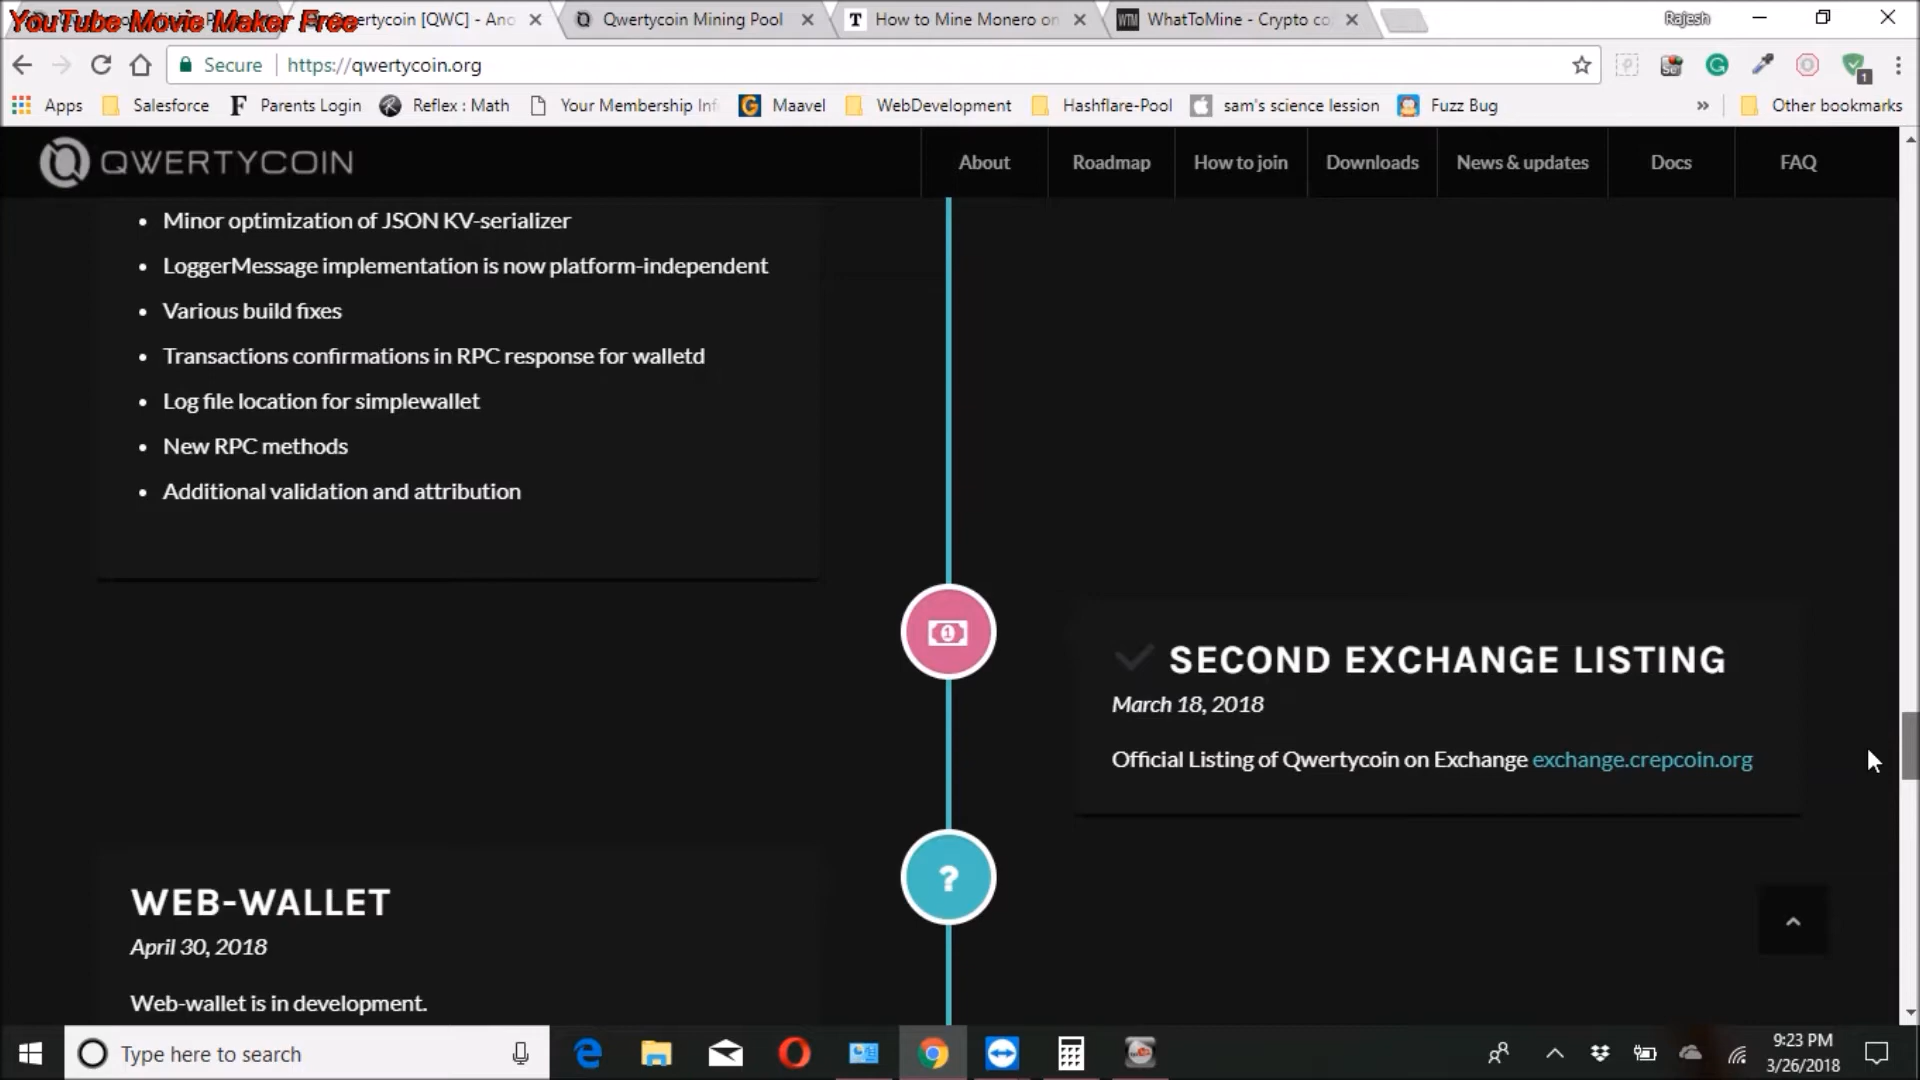 YouTube Movie Maker Free
Qwertycoin [QWC] - Ano
Qwertycoin Mining Pool
T
How to Mine Monero on
WTM
WhatToMine - Crypto co
Rajesh
Secure
https://qwertycoin.org
1
Apps
Salesforce
F
Parents Login
Reflex : Math
Your Membership Inf
G
Maavel
WebDevelopment
Hashflare-Pool
sam's science lession
Fuzz Bug
»
Other bookmarks
QWERTYCOIN
About
Roadmap
How to join
Downloads
News & updates
Docs
FAQ
• Minor optimization of JSON KV-serializer
• LoggerMessage implementation is now platform-independent
• Various build fixes
• Transactions confirmations in RPC response for walletd
• Log file location for simplewallet
• New RPC methods
• Additional validation and attribution
1
SECOND EXCHANGE LISTING
March 18, 2018
Official Listing of Qwertycoin on Exchange exchange.crepcoin.org
?
WEB-WALLET
April 30, 2018
Web-wallet is in development.
Type here to search
9:23 PM
3/26/2018